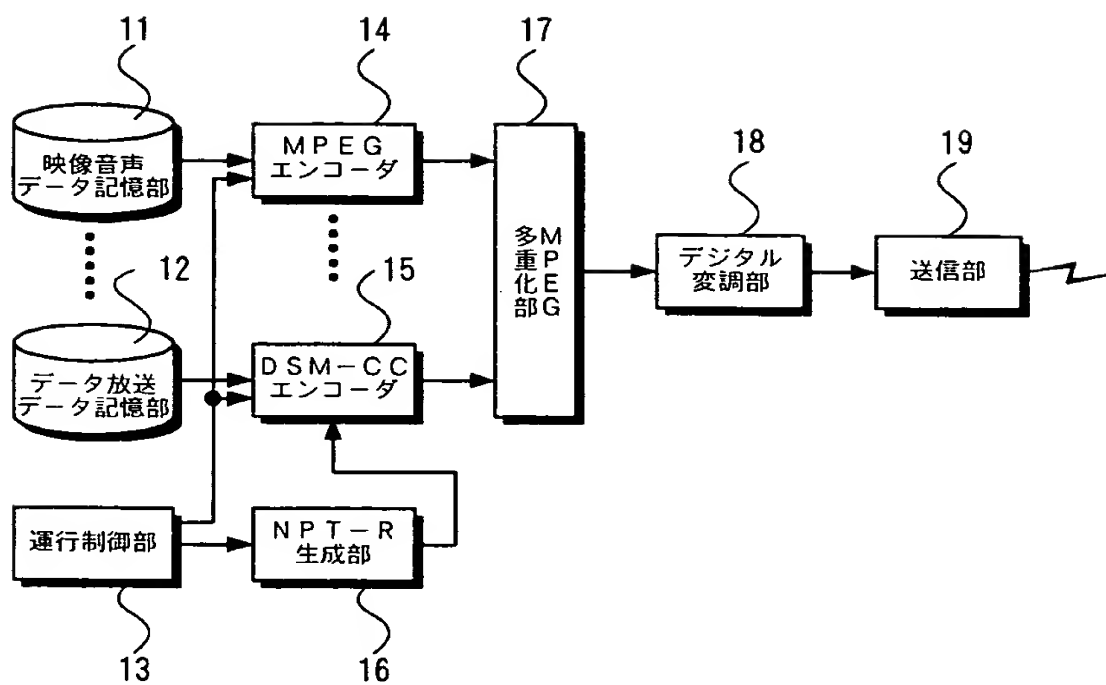 11
14
17
映像音声
データ記憶部
ＭＰＥＧ
エンコーダ
18
19
ＭＰＥＧ
多重化部
デジタル
変調部
送信部
12
15
データ放送
データ記憶部
ＤＳＭ－ＣＣ
エンコーダ
運行制御部
ＮＰＴ－Ｒ
生成部
13
16